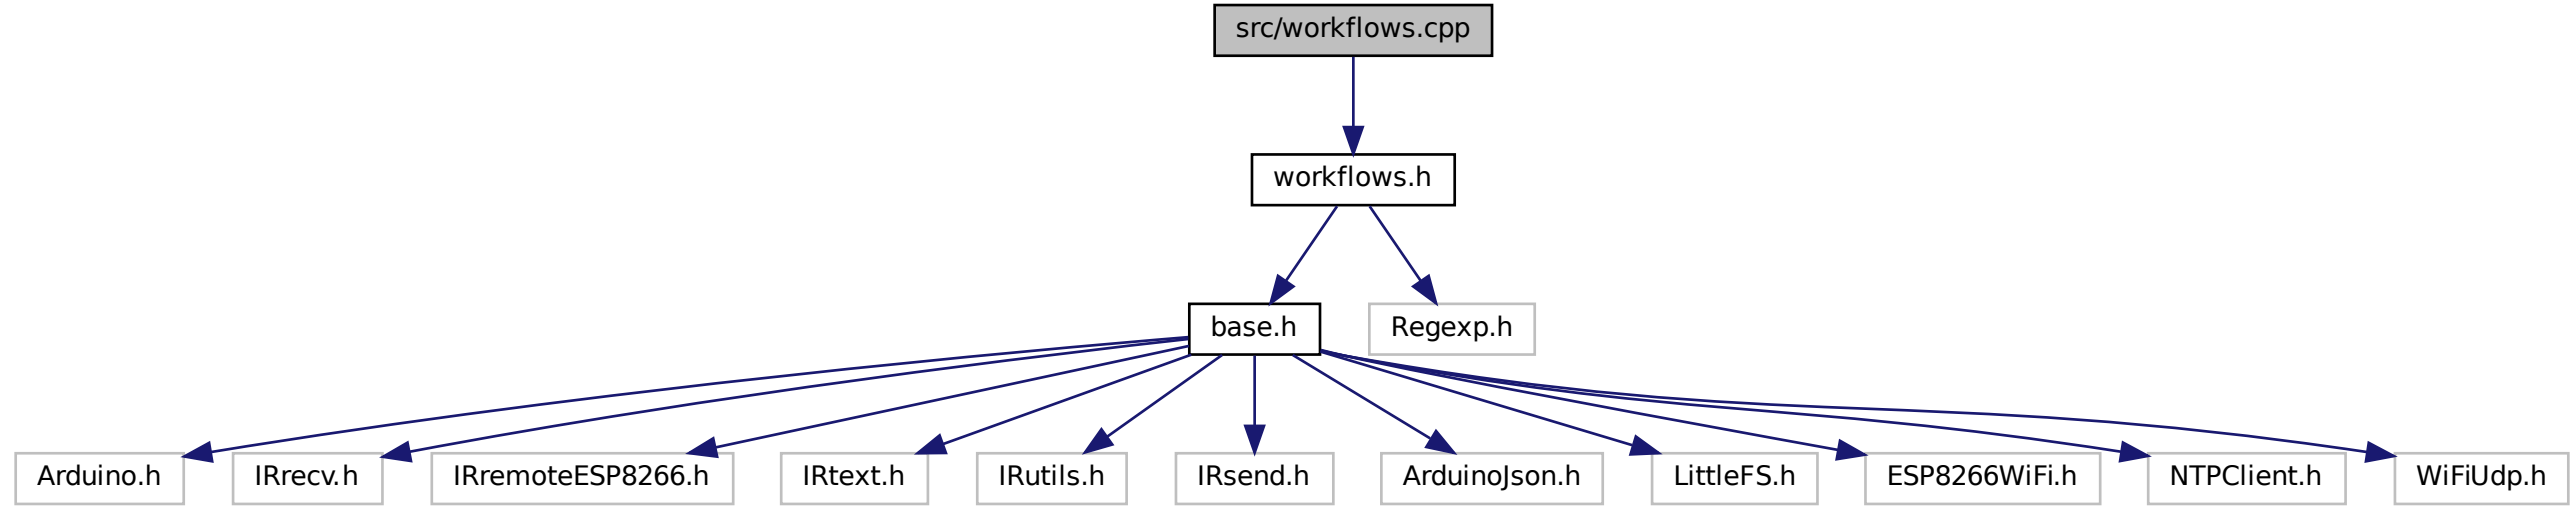 src/workflows.cpp
workflows.h
base.h
Regexp.h
Arduino.h
IRrecv.h
IRremoteESP8266.h
IRtext.h
IRutils.h
IRsend.h
ArduinoJson.h
LittleFS.h
ESP8266WiFi.h
NTPClient.h
WiFiUdp.h